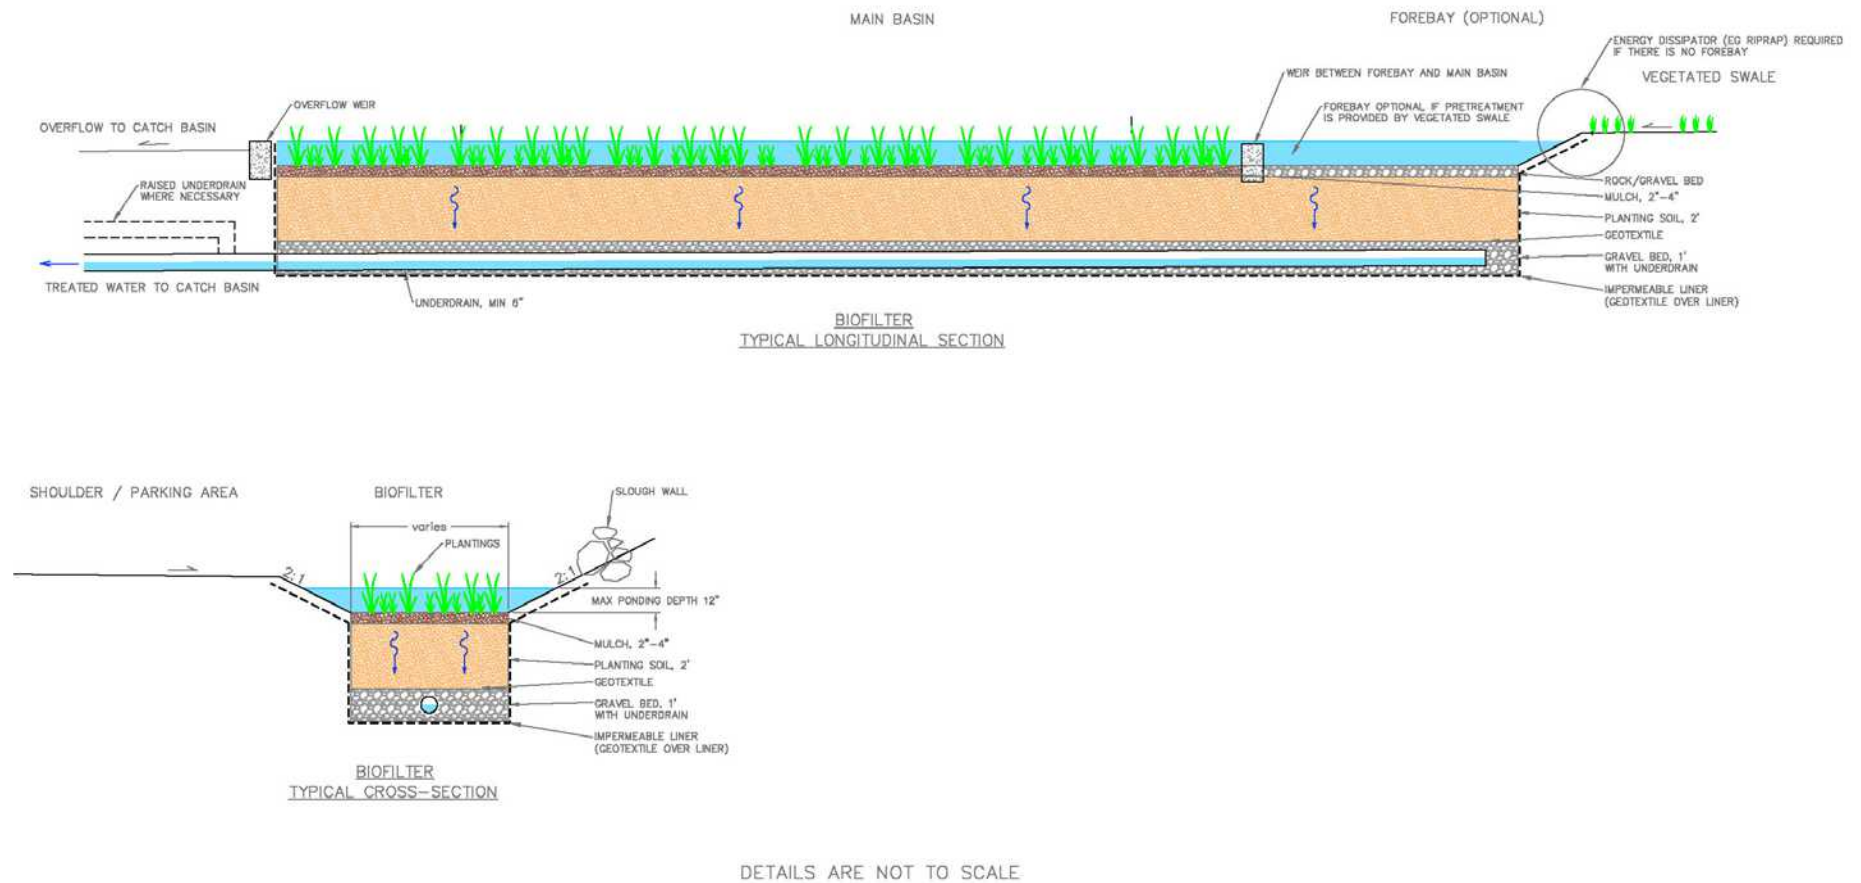 MAIN BASIN
FOREBAY (OPTIONAL)
ENERGY DISSIPATOR (EG RIPRAP) REQUIRED
IF THERE IS NO FOREBAY
VEGETATED SWALE
WEIR BETWEEN FOREBAY AND MAIN BASIN
OVERFLOW WEIR
FOREBAY OPTIONAL IF PRETREATMENT
IS PROVIDED BY VEGETATED SWALE
OVERFLOW TO CATCH BASIN
RAISED UNDERDRAIN
WHERE NECESSARY
ROCK/GRAVEL BED
MULCH, 2"-4"
PLANTING SOIL, 2'
GEOTEXTILE
GRAVEL BED, 1'
WITH UNDERDRAIN
IMPERMEABLE LINER
(GEOTEXTILE OVER LINER)
TREATED WATER TO CATCH BASIN
UNDERDRAIN, MIN 6"
BIOFILTER
TYPICAL LONGITUDINAL SECTION
SHOULDER / PARKING AREA
BIOFILTER
SLOUGH WALL
varies
PLANTINGS
2:1
2:1
MAX PONDING DEPTH 12"
MULCH, 2"-4"
PLANTING SOIL, 2'
GEOTEXTILE
GRAVEL BED, 1'
WITH UNDERDRAIN
IMPERMEABLE LINER
(GEOTEXTILE OVER LINER)
BIOFILTER
TYPICAL CROSS-SECTION
DETAILS ARE NOT TO SCALE